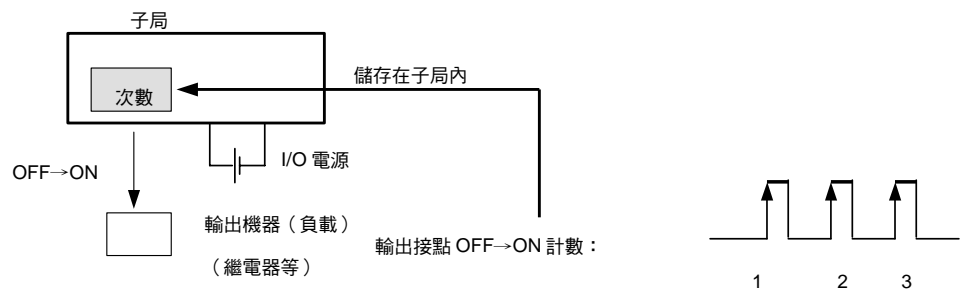 子局
儲存在子局內
次數
I/O 電源
OFF→ON
輸出機器（負載）
（繼電器等）
輸出接點 OFF→ON 計數：
1 2 3